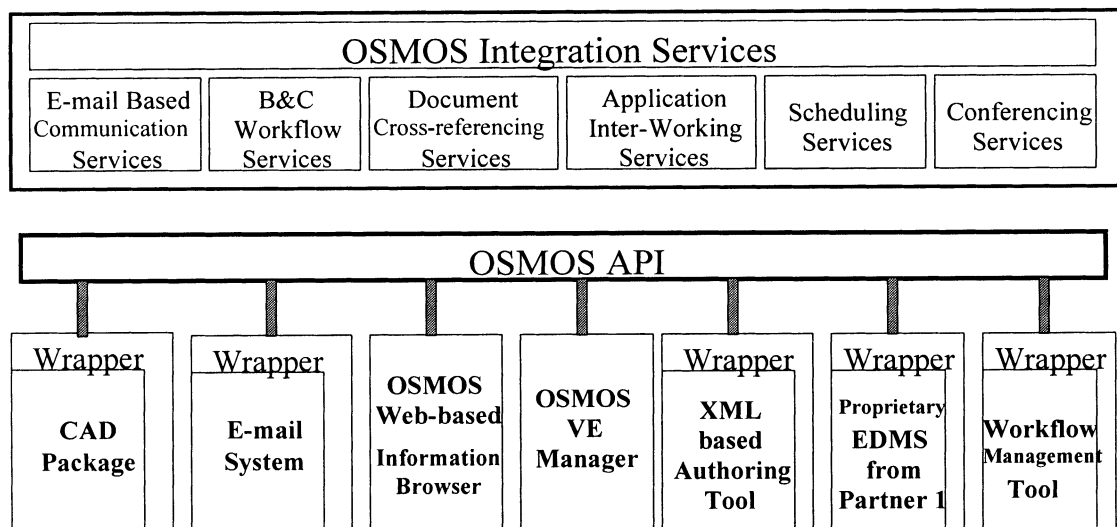 OSMOS Integration Services
E-mail Based
Communication
Services
B&C
Workflow
Services
Document
Cross-referencing
Services
Application
Inter-Working
Services
Scheduling
Services
Conferencing
Services
OSMOS API
Wrapper
CAD
Package
Wrapper
E-mail
System
OSMOS
Web-based
Information
Browser
OSMOS
VE
Manager
Wrapper
XML
based
Authoring
Tool
Wrapper
Proprietary
EDMS
from
Partner 1
Wrapper
Workflow
Management
Tool